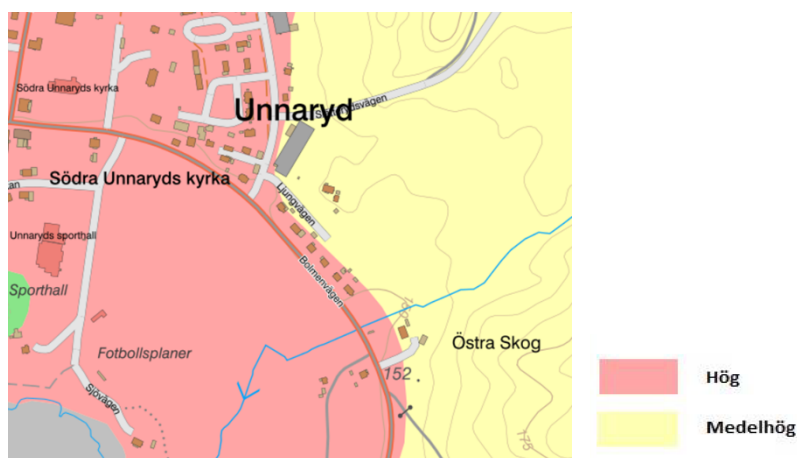 Södra Unnaryds kyrka
Unnaryd
Södra Unnaryds kyrka
Ljungvägen
Unnaryds sporthall
Bolmenvägen
Sporthall
Östra Skog
Fotbollsplaner
152
Sjövägen
175
Hög
Medelhög